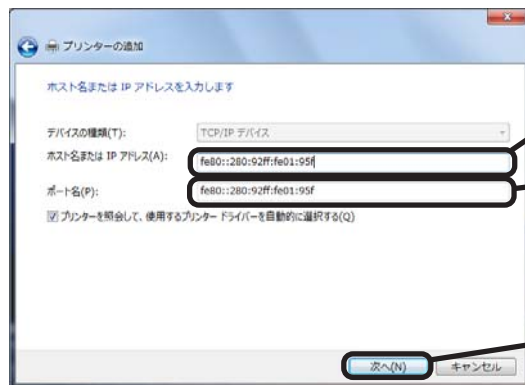 プリンターの追加
ホスト名または IP アドレスを入力します
デバイスの種類(T): TCP/IP デバイス
ホスト名または IP アドレス(A): fe80::280:92ff:fe01:95f
ポート名(P): fe80::280:92ff:fe01:95f
プリンターを照会して、使用するプリンター ドライバーを自動的に選択する(Q)
次へ(N) キャンセル